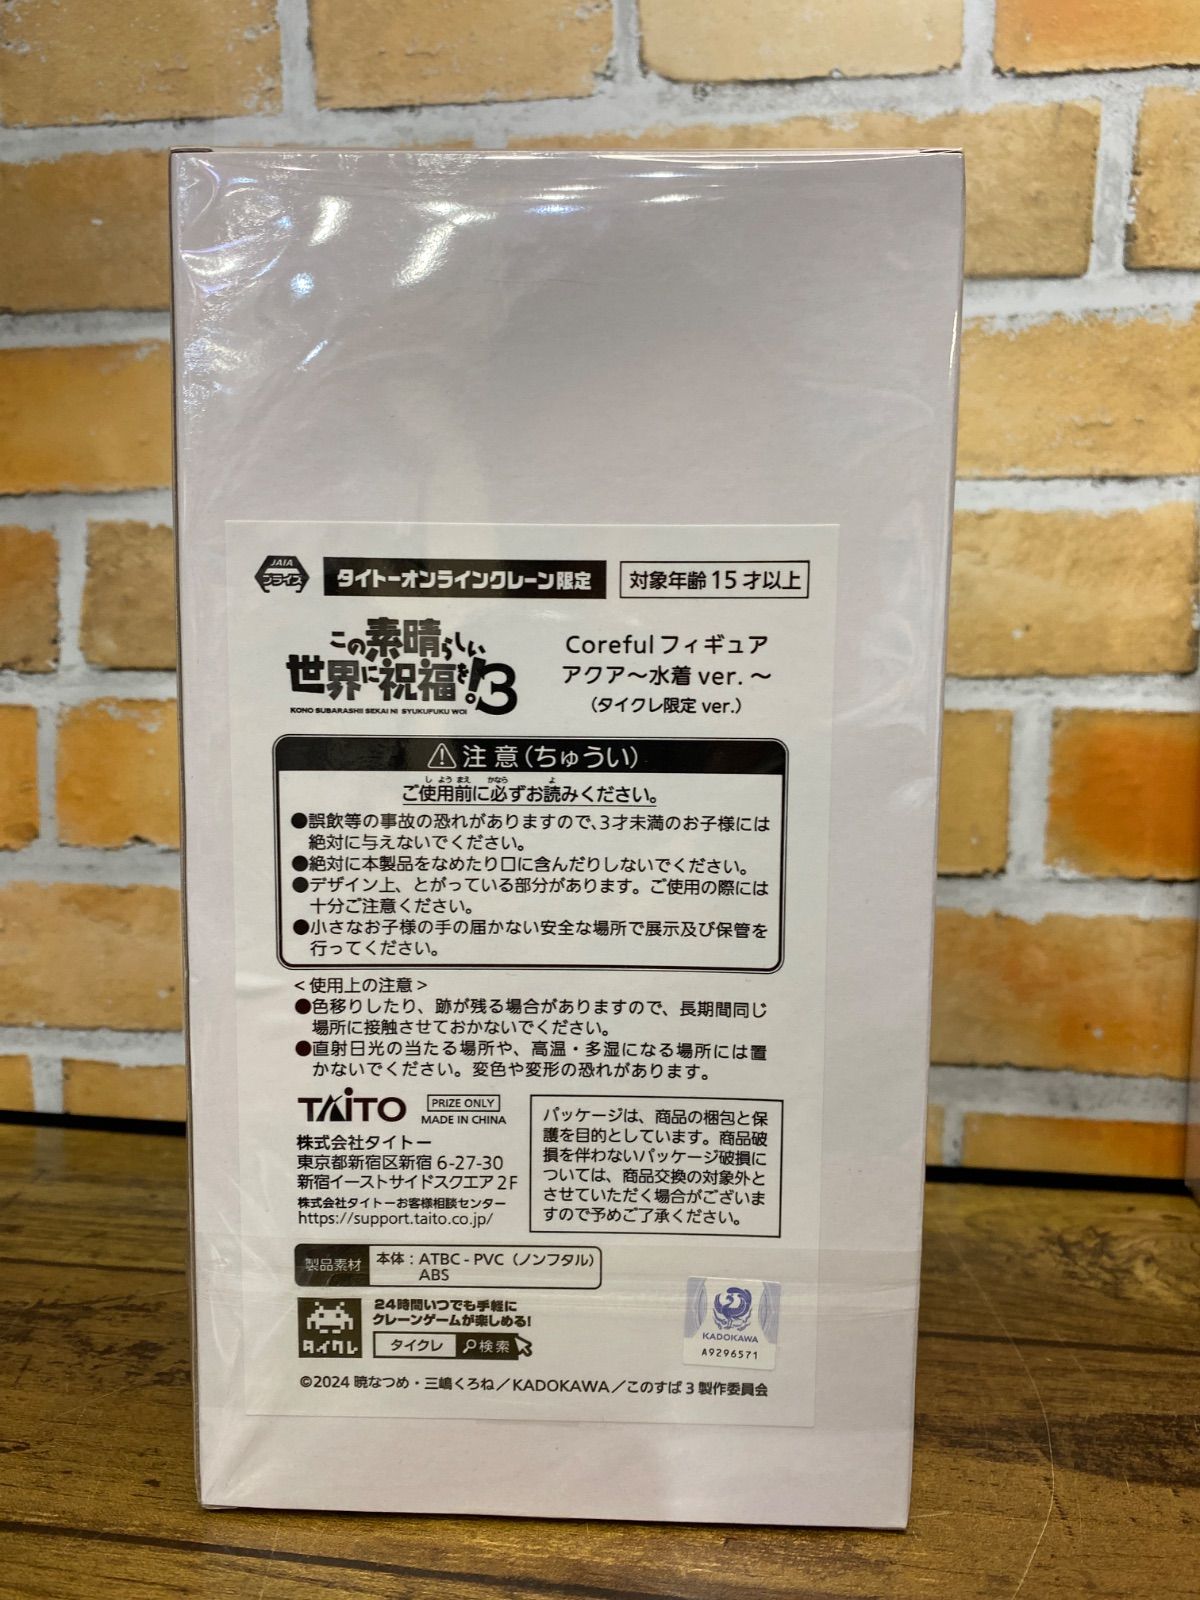 JAIA
プライズ
タイトーオンラインクレーン限定
対象年齢15才以上
この素晴らしい
世界に祝福を!3
KONO SUBARASHII SEKAI NI SYUKUFUKU WO!
Corefulフィギュア
アクア～水着ver.～
（タイクレ限定ver.）
⚠注意（ちゅうい）
し よう まえ かなら よ
ご使用前に必ずお読みください。
●誤飲等の事故の恐れがありますので、3才未満のお子様には
絶対に与えないでください。
●絶対に本製品をなめたり口に含んだりしないでください。
●デザイン上、とがっている部分があります。ご使用の際には
十分ご注意ください。
●小さなお子様の手の届かない安全な場所で展示及び保管を
行ってください。
<使用上の注意>
●色移りしたり、跡が残る場合がありますので、長期間同じ
場所に接触させておかないでください。
●直射日光の当たる場所や、高温・多湿になる場所には置
かないでください。変色や変形の恐れがあります。
TAiTO
PRIZE ONLY
MADE IN CHINA
株式会社タイトー
東京都新宿区新宿 6-27-30
新宿イーストサイドスクエア 2F
株式会社タイトーお客様相談センター
https://support.taito.co.jp/
パッケージは、商品の梱包と保
護を目的としています。商品破
損を伴わないパッケージ破損に
ついては、商品交換の対象外と
させていただく場合がございま
すので予めご了承ください。
製品素材
本体：ATBC-PVC（ノンフタル）
ABS
タイクレ
24時間いつでも手軽に
クレーンゲームが楽しめる!
タイクレ 検索
KADOKAWA
A9296571
©2024 暁なつめ・三嶋くろね／KADOKAWA／このすば3製作委員会